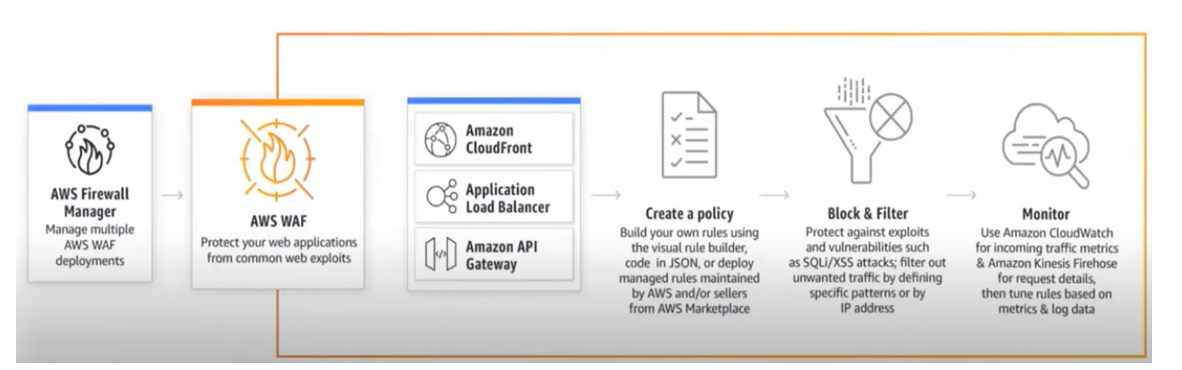 AWS Firewall
Manager
Manage multiple
AWS WAF
deployments
AWS WAF
Protect your web applications
from common web exploits
Amazon
CloudFront
Application
Load Balancer
Amazon API
Gateway
Create a policy
Build your own rules using
the visual rule builder,
code in JSON, or deploy
managed rules maintained
by AWS and/or sellers
from AWS Marketplace
Block & Filter
Protect against exploits
and vulnerabilities such
as SQLi/XSS attacks; filter out
unwanted traffic by defining
specific patterns or by
IP address
Monitor
Use Amazon CloudWatch
for incoming traffic metrics
& Amazon Kinesis Firehose
for request details,
then tune rules based on
metrics & log data